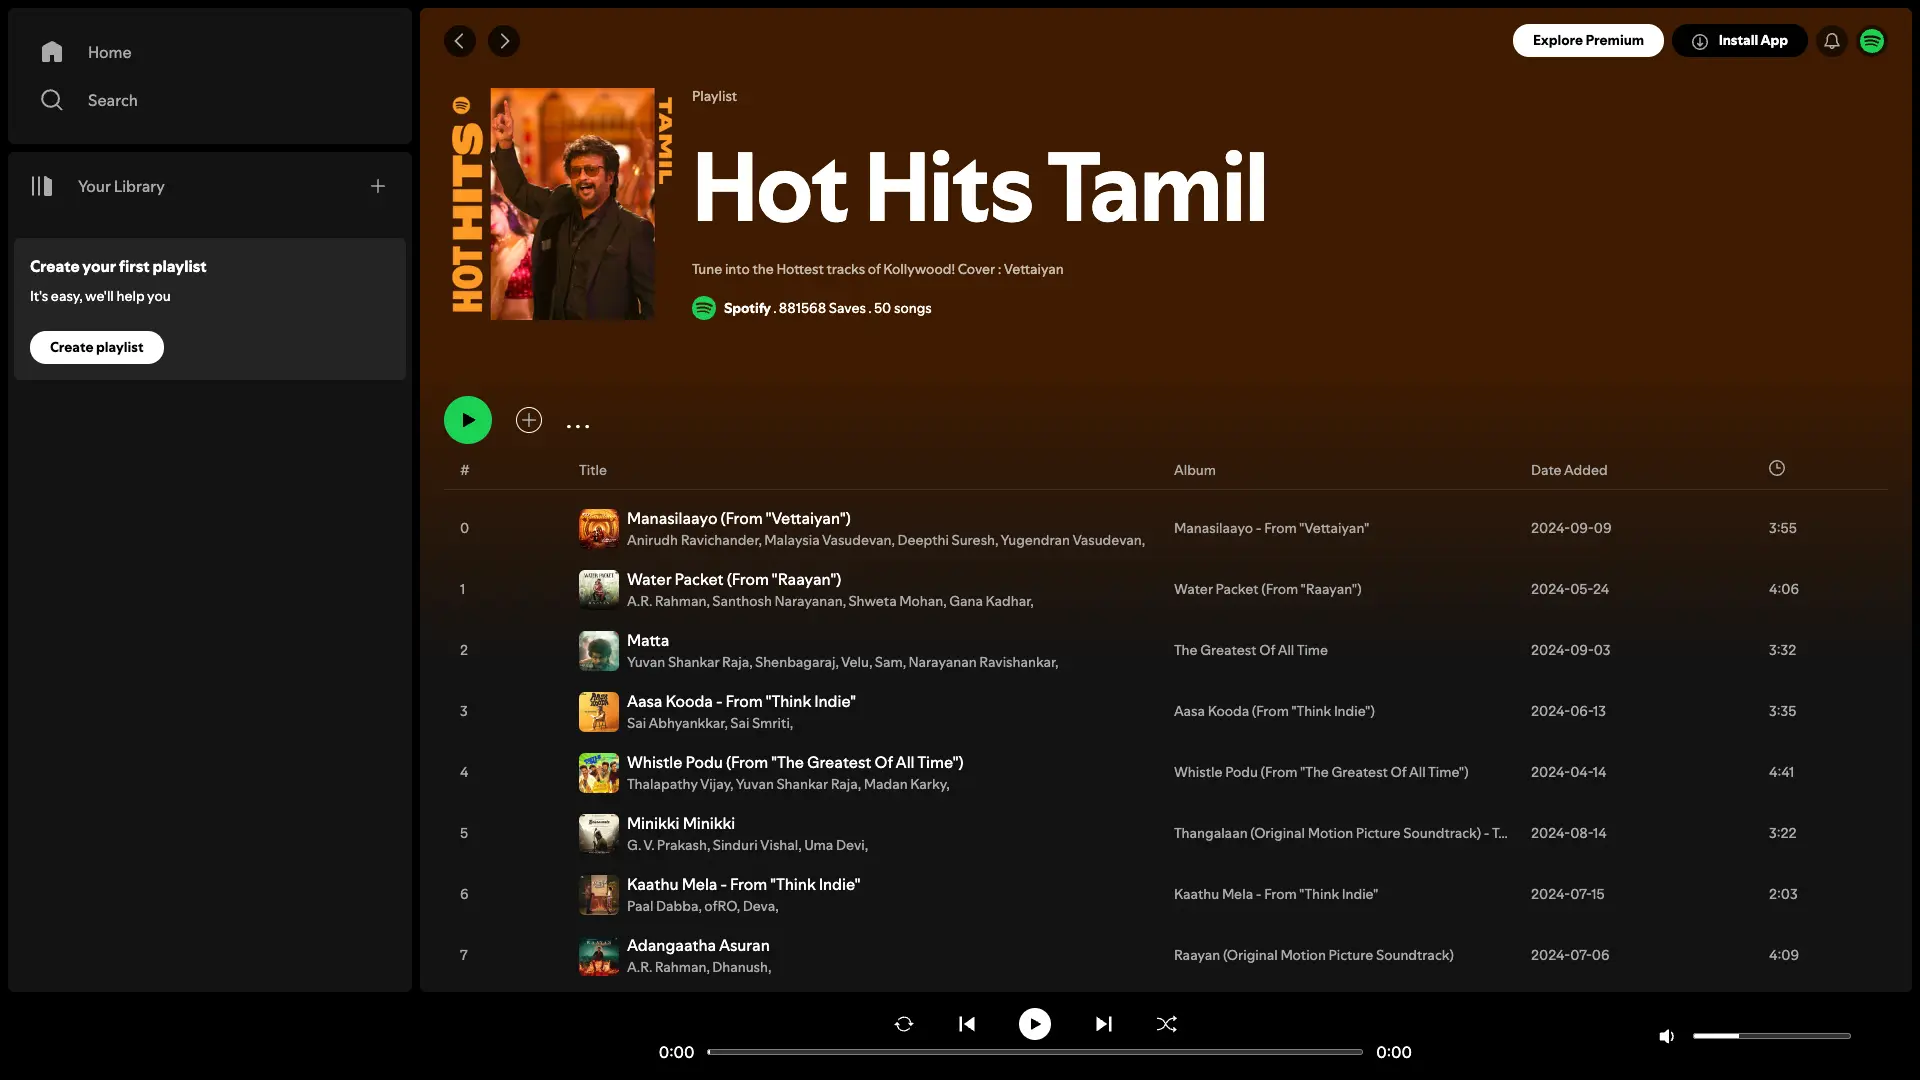 Home
Search
Your Library
Create your first playlist
It's easy, we'll help you
Create playlist
Explore Premium
Install App
HOT HITS
TAMIL
Playlist
Hot Hits Tamil
Tune into the Hottest tracks of Kollywood! Cover : Vettaiyan
Spotify . 881568 Saves . 50 songs
...
# Title Album Date Added
0 Manasilaayo (From "Vettaiyan") Manasilaayo - From "Vettaiyan" 2024-09-09 3:55
Anirudh Ravichander, Malaysia Vasudevan, Deepthi Suresh, Yugendran Vasudevan,
1 Water Packet (From "Raayan") Water Packet (From "Raayan") 2024-05-24 4:06
A.R. Rahman, Santhosh Narayanan, Shweta Mohan, Gana Kadhar,
2 Matta The Greatest Of All Time 2024-09-03 3:32
Yuvan Shankar Raja, Shenbagaraj, Velu, Sam, Narayanan Ravishankar,
3 Aasa Kooda - From "Think Indie" Aasa Kooda (From "Think Indie") 2024-06-13 3:35
Sai Abhyankkar, Sai Smriti,
4 Whistle Podu (From "The Greatest Of All Time") Whistle Podu (From "The Greatest Of All Time") 2024-04-14 4:41
Thalapathy Vijay, Yuvan Shankar Raja, Madan Karky,
5 Minikki Minikki Thangalaan (Original Motion Picture Soundtrack) - T... 2024-08-14 3:22
G. V. Prakash, Sinduri Vishal, Uma Devi,
6 Kaathu Mela - From "Think Indie" Kaathu Mela - From "Think Indie" 2024-07-15 2:03
Paal Dabba, ofRO, Deva,
7 Adangaatha Asuran Raayan (Original Motion Picture Soundtrack) 2024-07-06 4:09
A.R. Rahman, Dhanush,
0:00 0:00